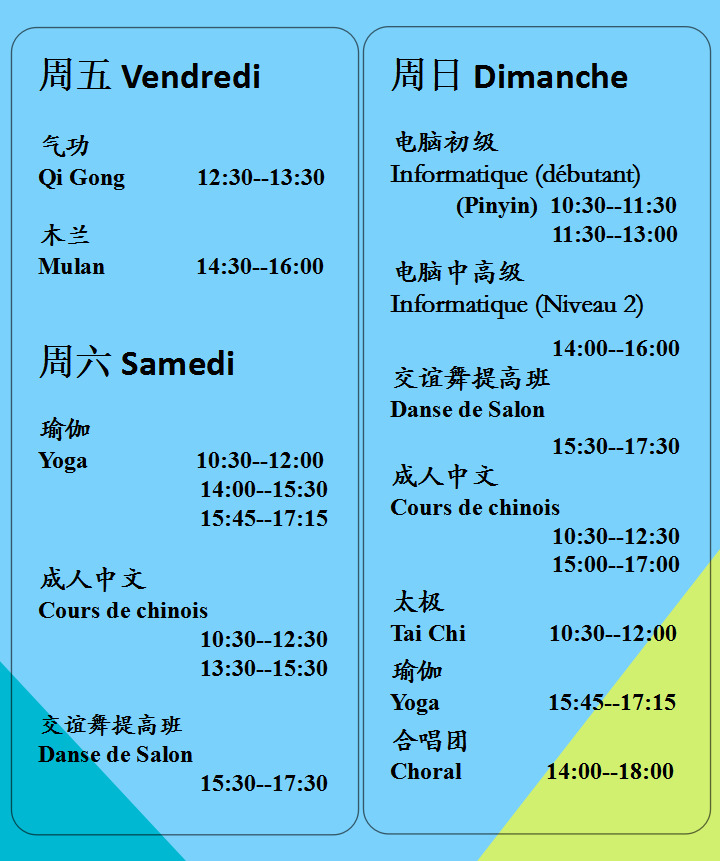 周五 Vendredi
气功
Qi Gong 12:30--13:30
木兰
Mulan 14:30--16:00
周六 Samedi
瑜伽
Yoga 10:30--12:00
14:00--15:30
15:45--17:15
成人中文
Cours de chinois
10:30--12:30
13:30--15:30
交谊舞提高班
Danse de Salon
15:30--17:30
周日 Dimanche
电脑初级
Informatique (débutant)
(Pinyin) 10:30--11:30
11:30--13:00
电脑中高级
Informatique (Niveau 2)
14:00--16:00
交谊舞提高班
Danse de Salon
15:30--17:30
成人中文
Cours de chinois
10:30--12:30
15:00--17:00
太极
Tai Chi 10:30--12:00
瑜伽
Yoga 15:45--17:15
合唱团
Choral 14:00--18:00